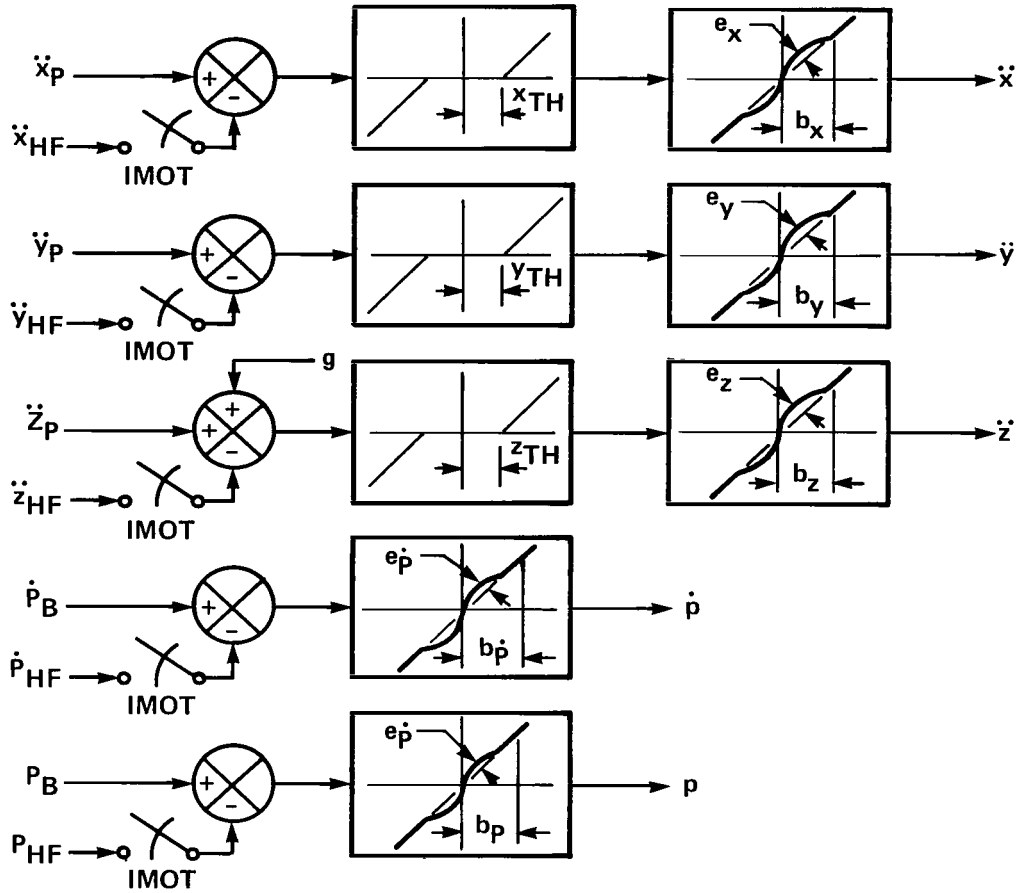 ẍP + - xTH ex bx ẍ
ẍHF IMOT
ÿP + - yTH ey by ÿ
ÿHF IMOT
g
z̈P + + - zTH ez bz z̈
z̈HF IMOT
ṗB + - eṗ bṗ ṗ
ṗHF IMOT
pB + - eṗ bp p
pHF IMOT